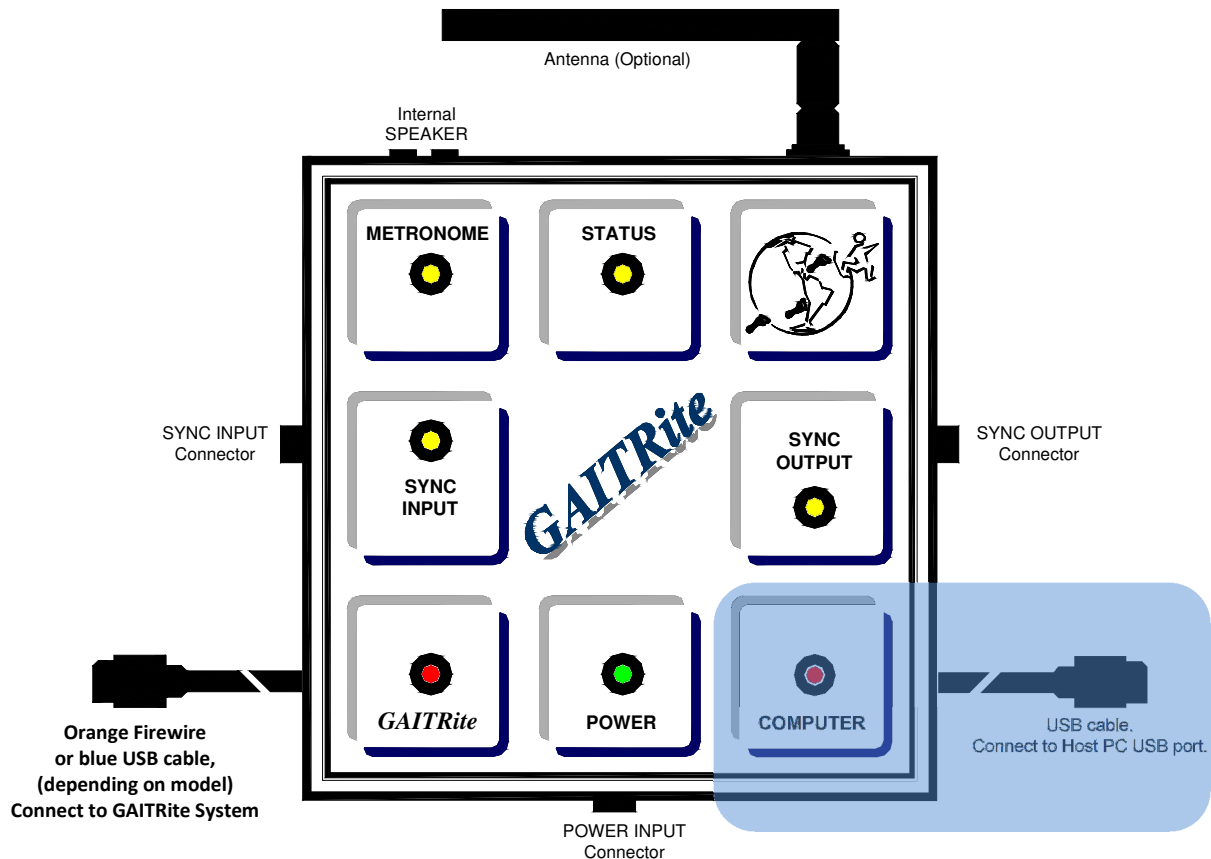 Antenna (Optional)
Internal
SPEAKER
METRONOME
STATUS
SYNC INPUT
Connector
SYNC
INPUT
GAITRite
SYNC
OUTPUT
SYNC OUTPUT
Connector
GAITRite
POWER
COMPUTER
Orange Firewire
or blue USB cable,
(depending on model)
Connect to GAITRite System
USB cable.
Connect to Host PC USB port.
POWER INPUT
Connector